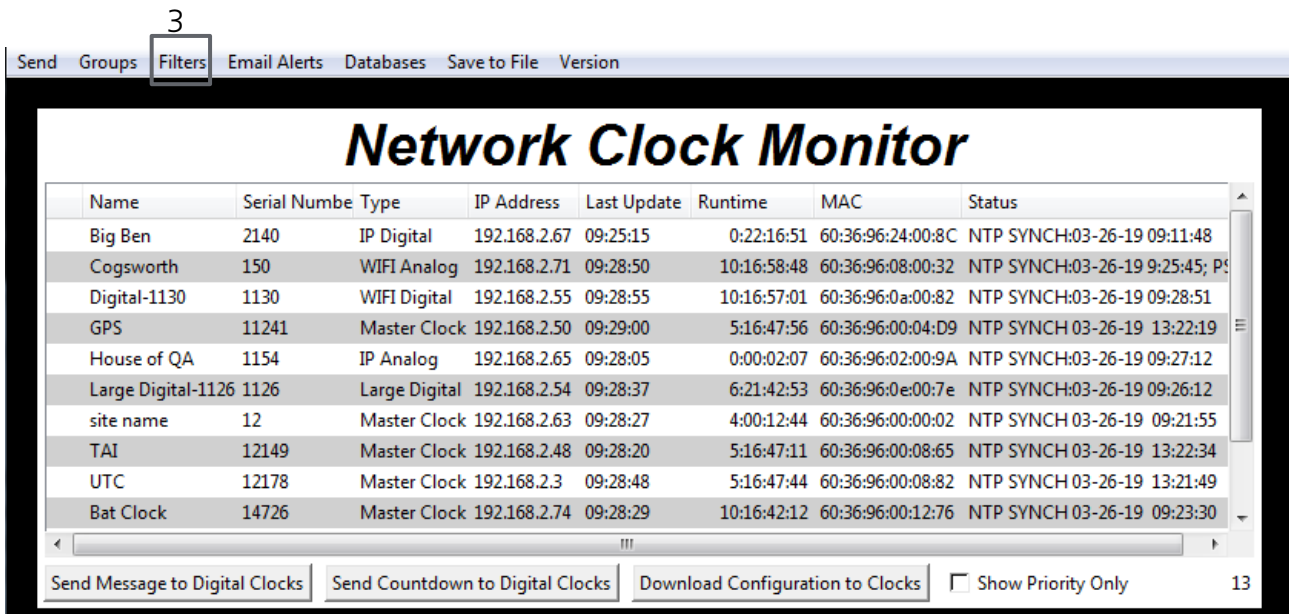 3
Send Groups Filters Email Alerts Databases Save to File Version
Network Clock Monitor
Name Serial Numbe Type IP Address Last Update Runtime MAC Status
Big Ben 2140 IP Digital 192.168.2.67 09:25:15 0:22:16:51 60:36:96:24:00:8C NTP SYNCH:03-26-19 09:11:48
Cogsworth 150 WIFI Analog 192.168.2.71 09:28:50 10:16:58:48 60:36:96:08:00:32 NTP SYNCH:03-26-19 9:25:45; PS
Digital-1130 1130 WIFI Digital 192.168.2.55 09:28:55 10:16:57:01 60:36:96:0a:00:82 NTP SYNCH:03-26-19 09:28:51
GPS 11241 Master Clock 192.168.2.50 09:29:00 5:16:47:56 60:36:96:00:04:D9 NTP SYNCH 03-26-19 13:22:19
House of QA 1154 IP Analog 192.168.2.65 09:28:05 0:00:02:07 60:36:96:02:00:9A NTP SYNCH:03-26-19 09:27:12
Large Digital-1126 1126 Large Digital 192.168.2.54 09:28:37 6:21:42:53 60:36:96:0e:00:7e NTP SYNCH:03-26-19 09:26:12
site name 12 Master Clock 192.168.2.63 09:28:27 4:00:12:44 60:36:96:00:00:02 NTP SYNCH 03-26-19 09:21:55
TAI 12149 Master Clock 192.168.2.48 09:28:20 5:16:47:11 60:36:96:00:08:65 NTP SYNCH 03-26-19 13:22:34
UTC 12178 Master Clock 192.168.2.3 09:28:48 5:16:47:44 60:36:96:00:08:82 NTP SYNCH 03-26-19 13:21:49
Bat Clock 14726 Master Clock 192.168.2.74 09:28:29 10:16:42:12 60:36:96:00:12:76 NTP SYNCH 03-26-19 09:23:30
Send Message to Digital Clocks Send Countdown to Digital Clocks Download Configuration to Clocks Show Priority Only 13